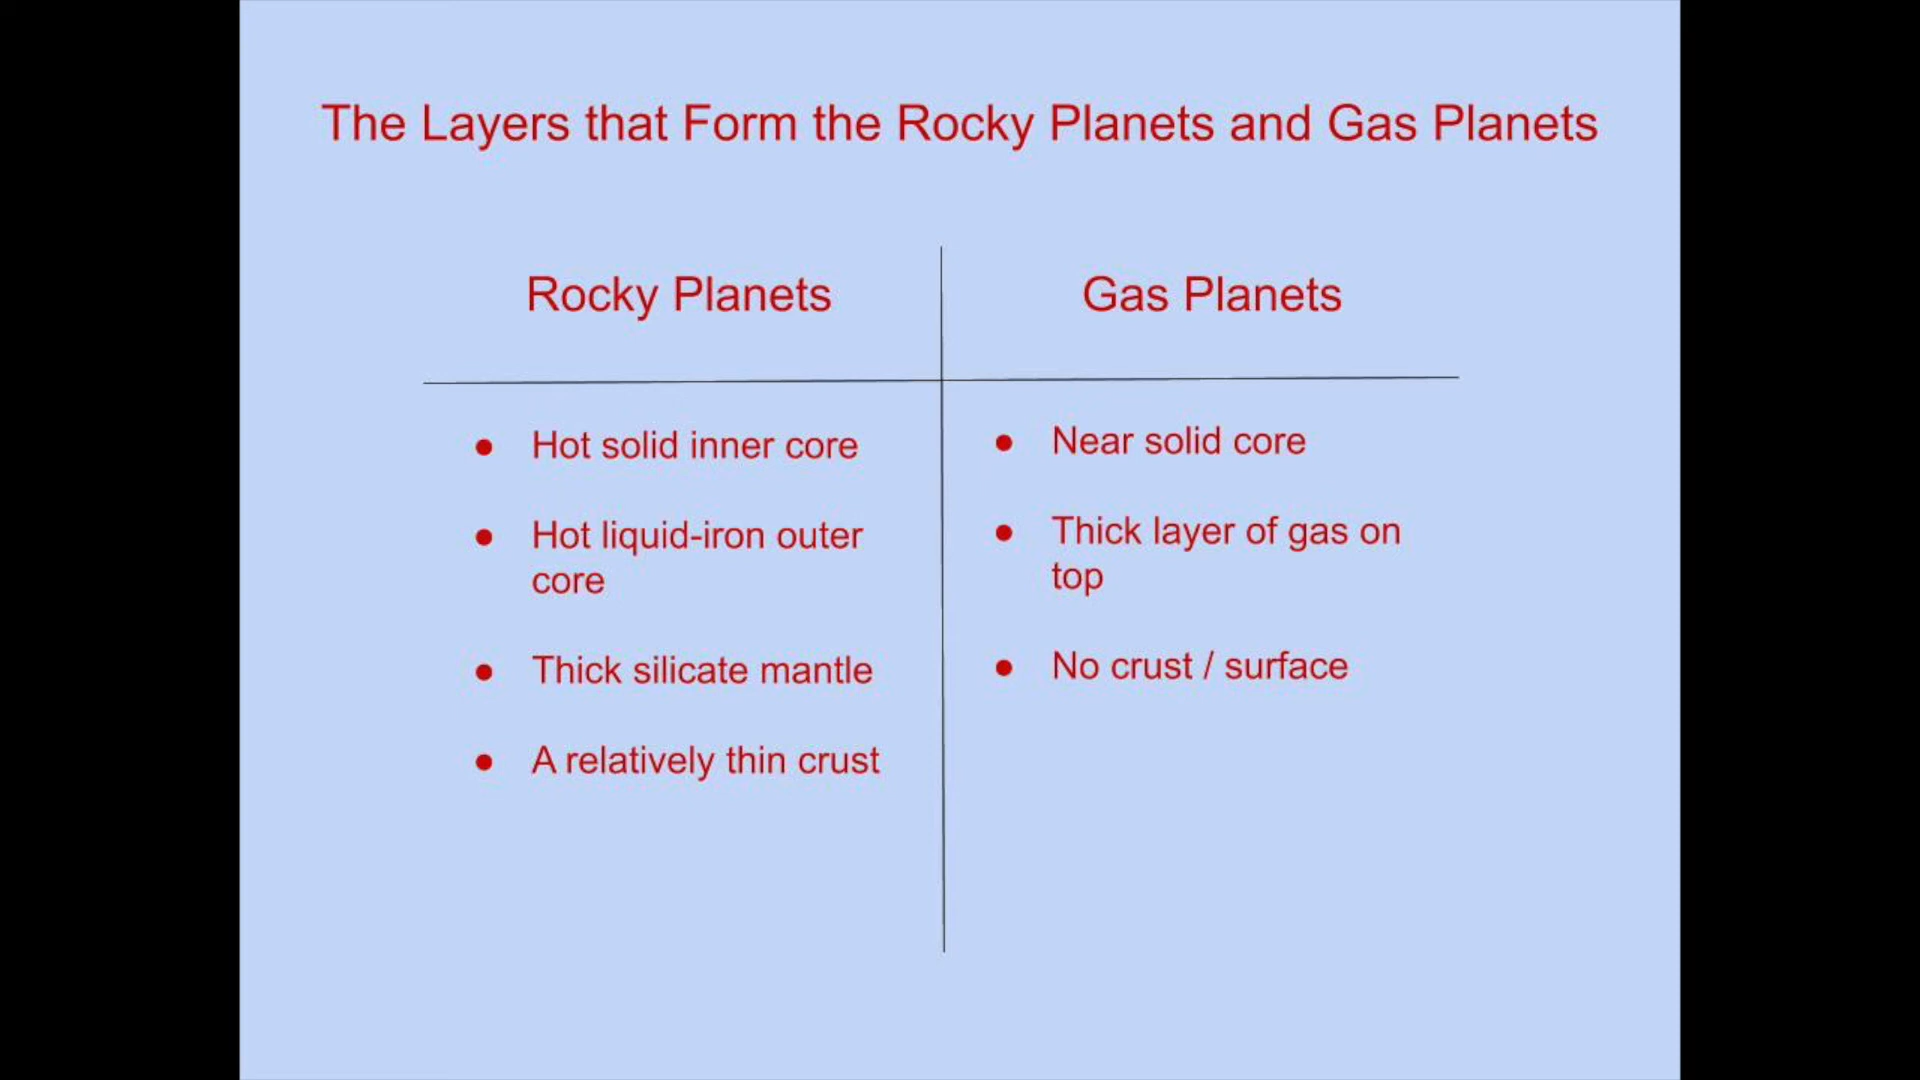 The Layers that Form the Rocky Planets and Gas Planets
Rocky Planets
● Hot solid inner core
● Hot liquid-iron outer
core
● Thick silicate mantle
● A relatively thin crust
Gas Planets
● Near solid core
● Thick layer of gas on
top
● No crust / surface